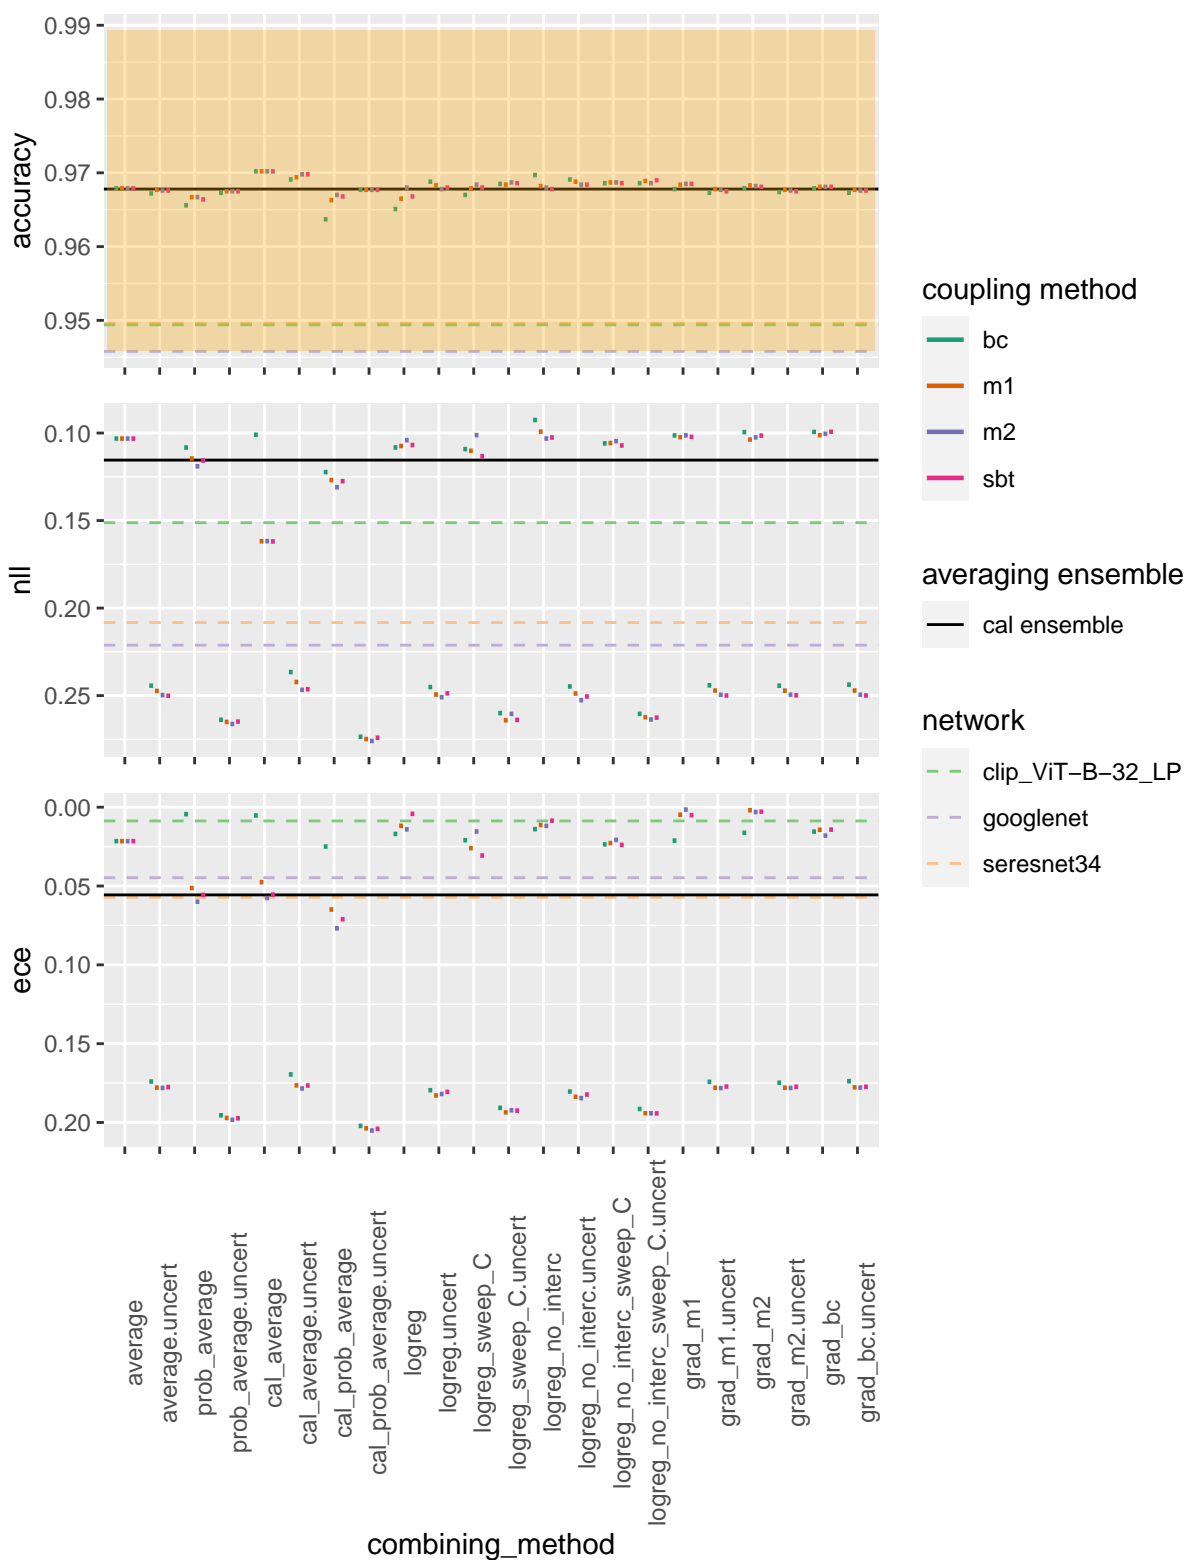 0.99
0.98
0.97
0.96
0.95
accuracy
0.10
0.15
0.20
0.25
nll
0.00
0.05
0.10
0.15
0.20
ece
average
average.uncert
prob_average
prob_average.uncert
cal_average
cal_average.uncert
cal_prob_average
cal_prob_average.uncert
logreg
logreg.uncert
logreg_sweep_C
logreg_sweep_C.uncert
logreg_no_interc
logreg_no_interc.uncert
logreg_no_interc_sweep_C
logreg_no_interc_sweep_C.uncert
grad_m1
grad_m1.uncert
grad_m2
grad_m2.uncert
grad_bc
grad_bc.uncert
combining_method
coupling method
bc
m1
m2
sbt
averaging ensemble
cal ensemble
network
clip_ViT−B−32_LP
googlenet
seresnet34